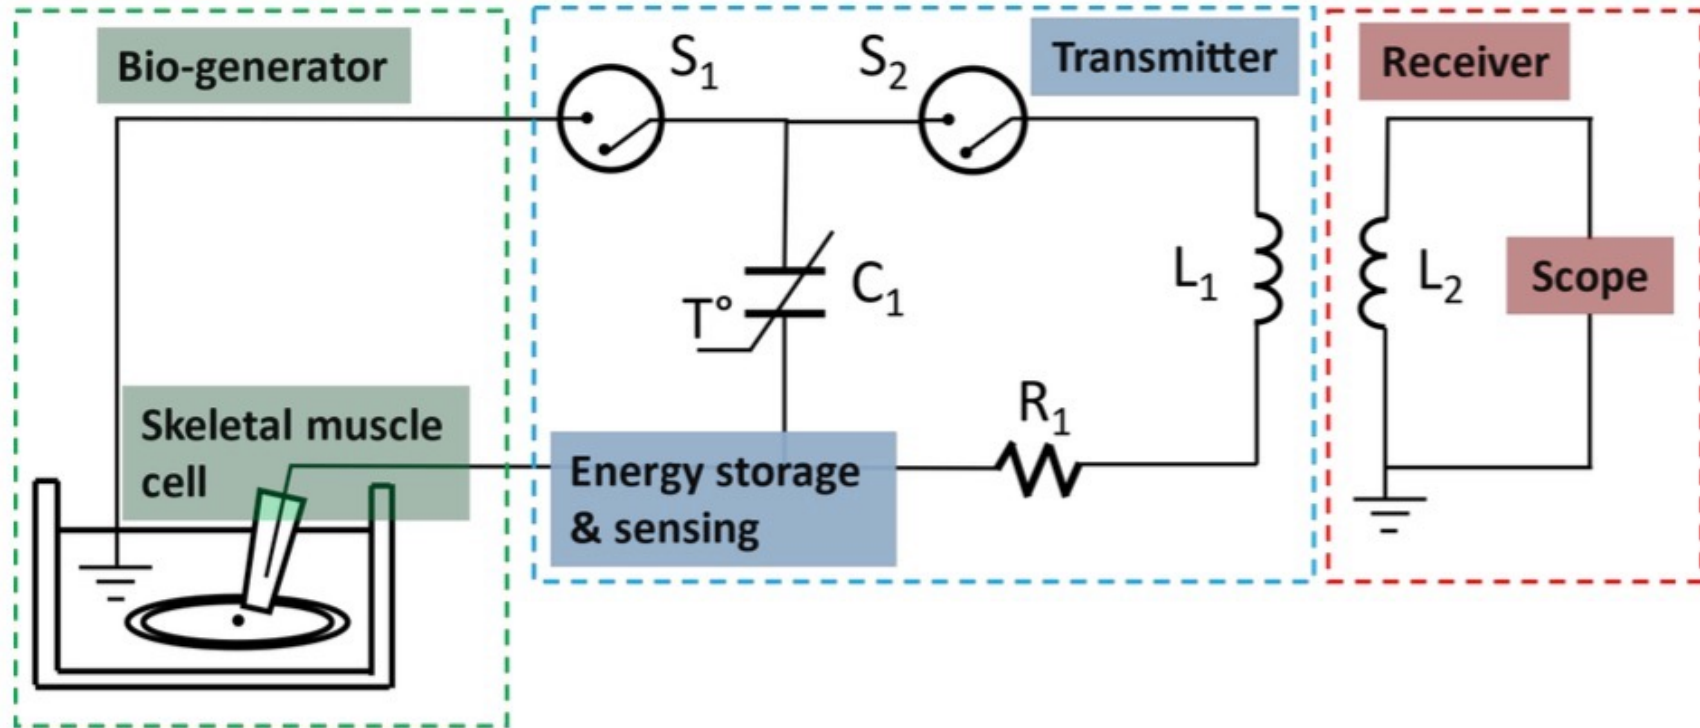 Bio-generator
S₁
S₂
Transmitter
Receiver
T°
C₁
L₁
L₂
Scope
Skeletal muscle
cell
R₁
Energy storage
& sensing